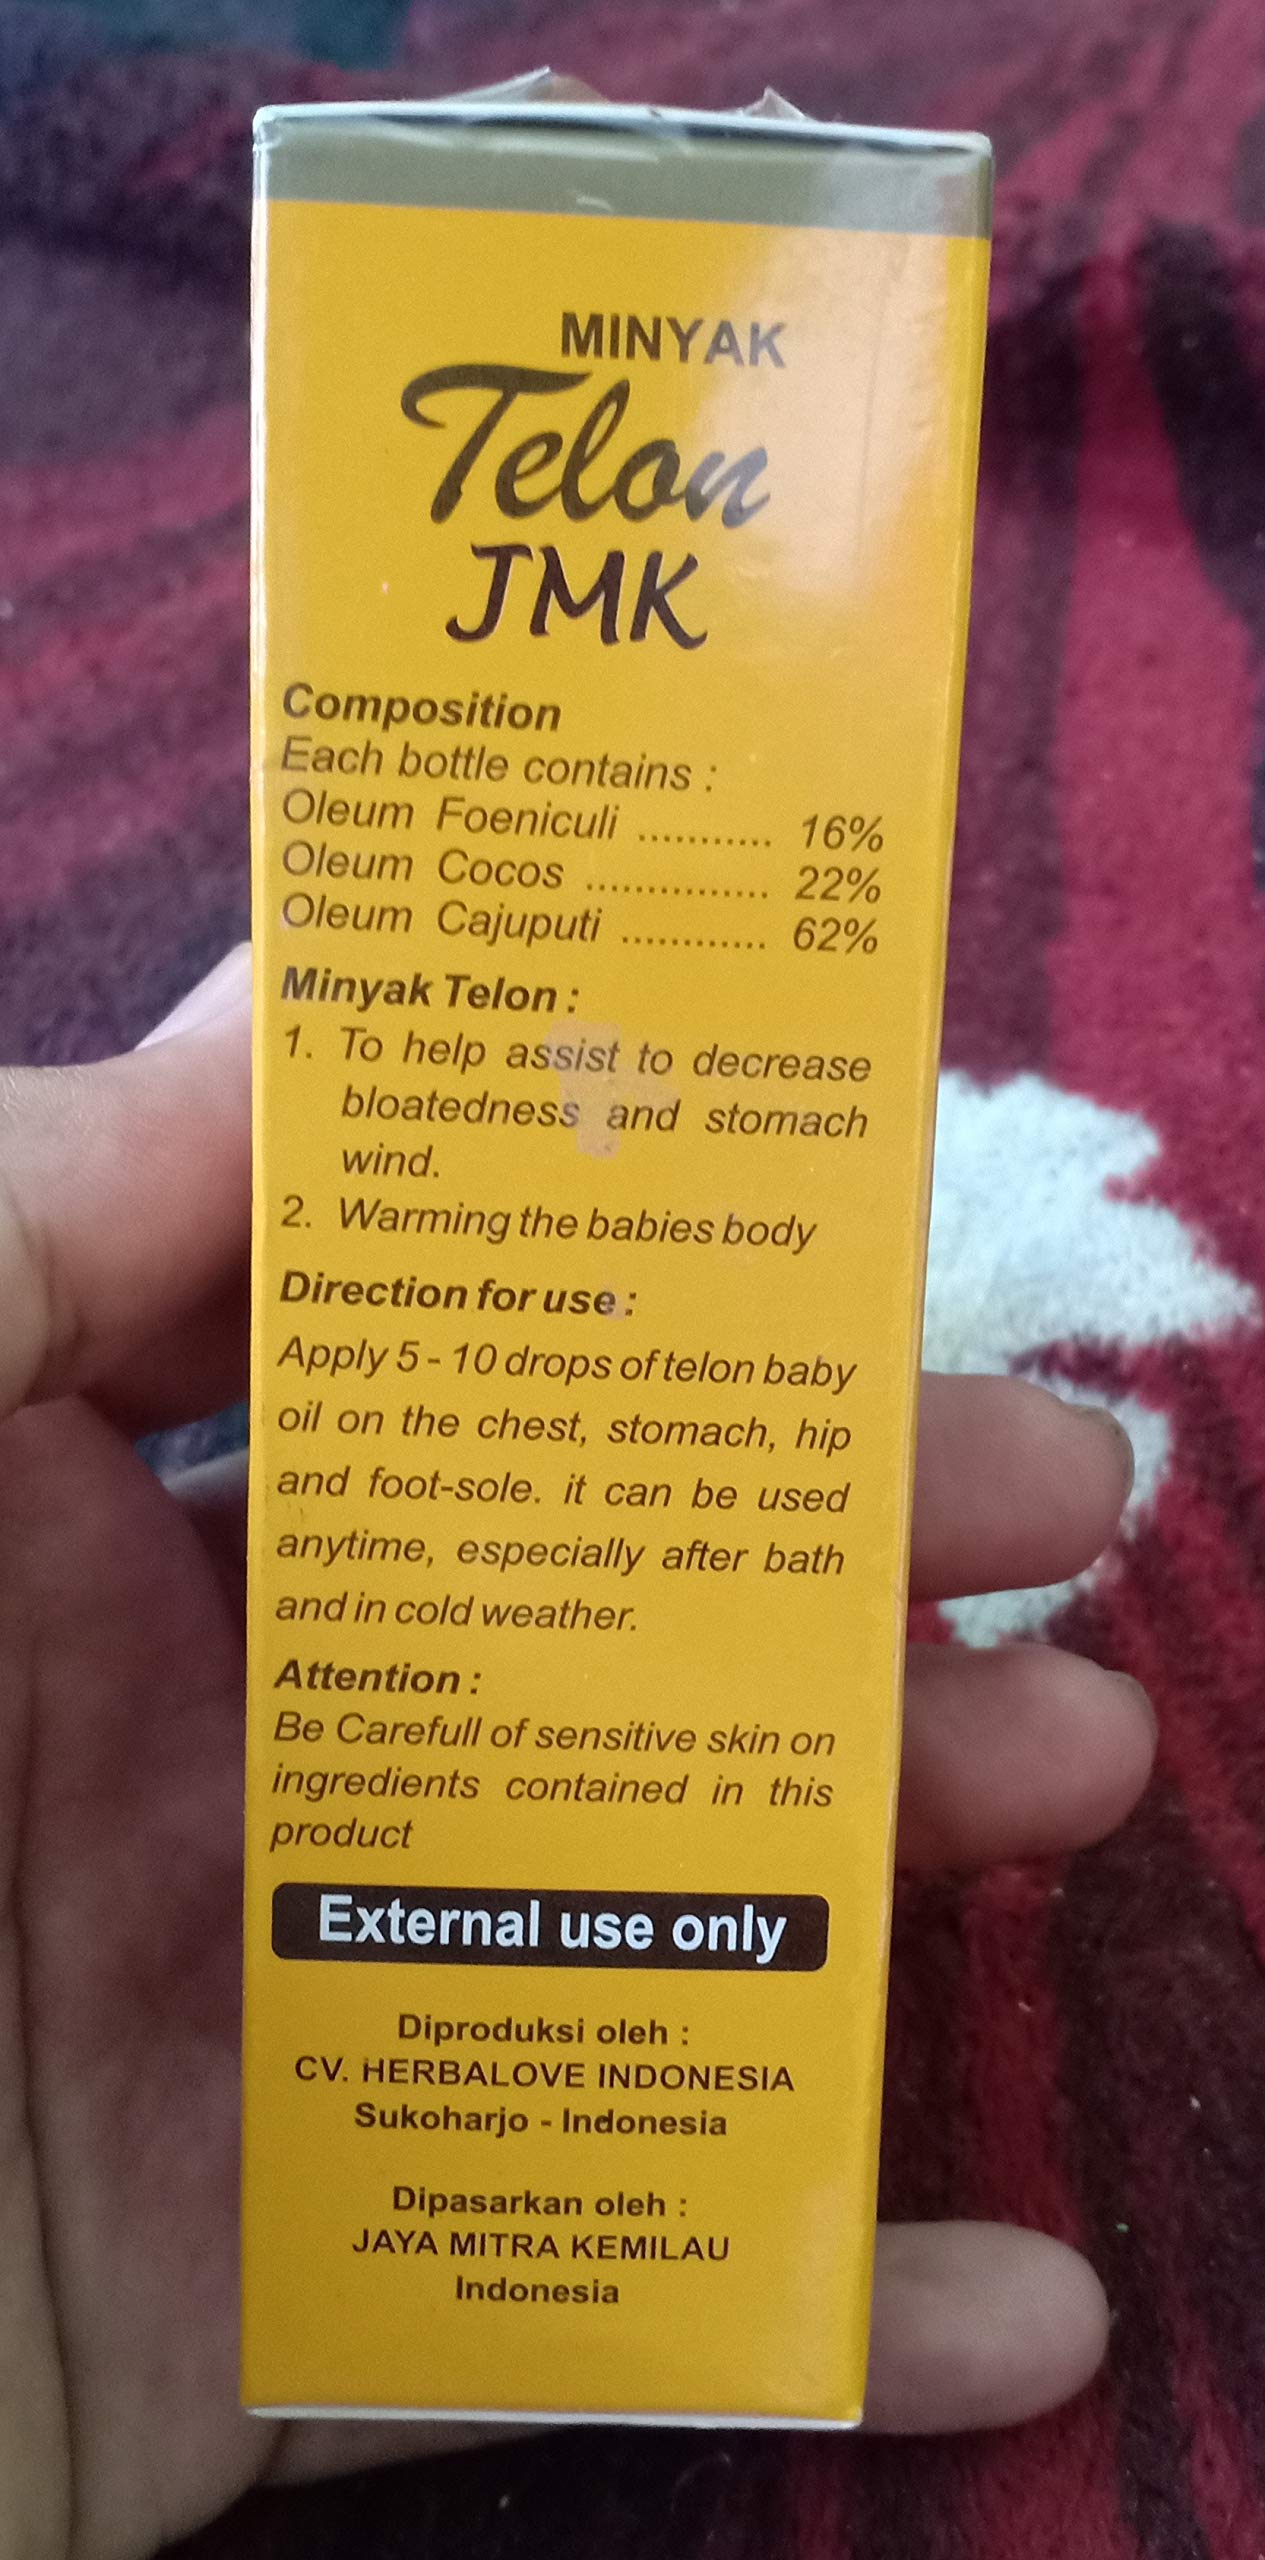 MINYAK
Telon
JMK
Composition
Each bottle contains :
Oleum Foeniculi ........... 16%
Oleum Cocos ............... 22%
Oleum Cajuputi ............ 62%
Minyak Telon :
1. To help assist to decrease
bloatedness and stomach
wind.
2. Warming the babies body
Direction for use :
Apply 5 - 10 drops of telon baby
oil on the chest, stomach, hip
and foot-sole. it can be used
anytime, especially after bath
and in cold weather.
Attention :
Be Carefull of sensitive skin on
ingredients contained in this
product
External use only
Diproduksi oleh :
CV. HERBALOVE INDONESIA
Sukoharjo - Indonesia
Dipasarkan oleh :
JAYA MITRA KEMILAU
Indonesia